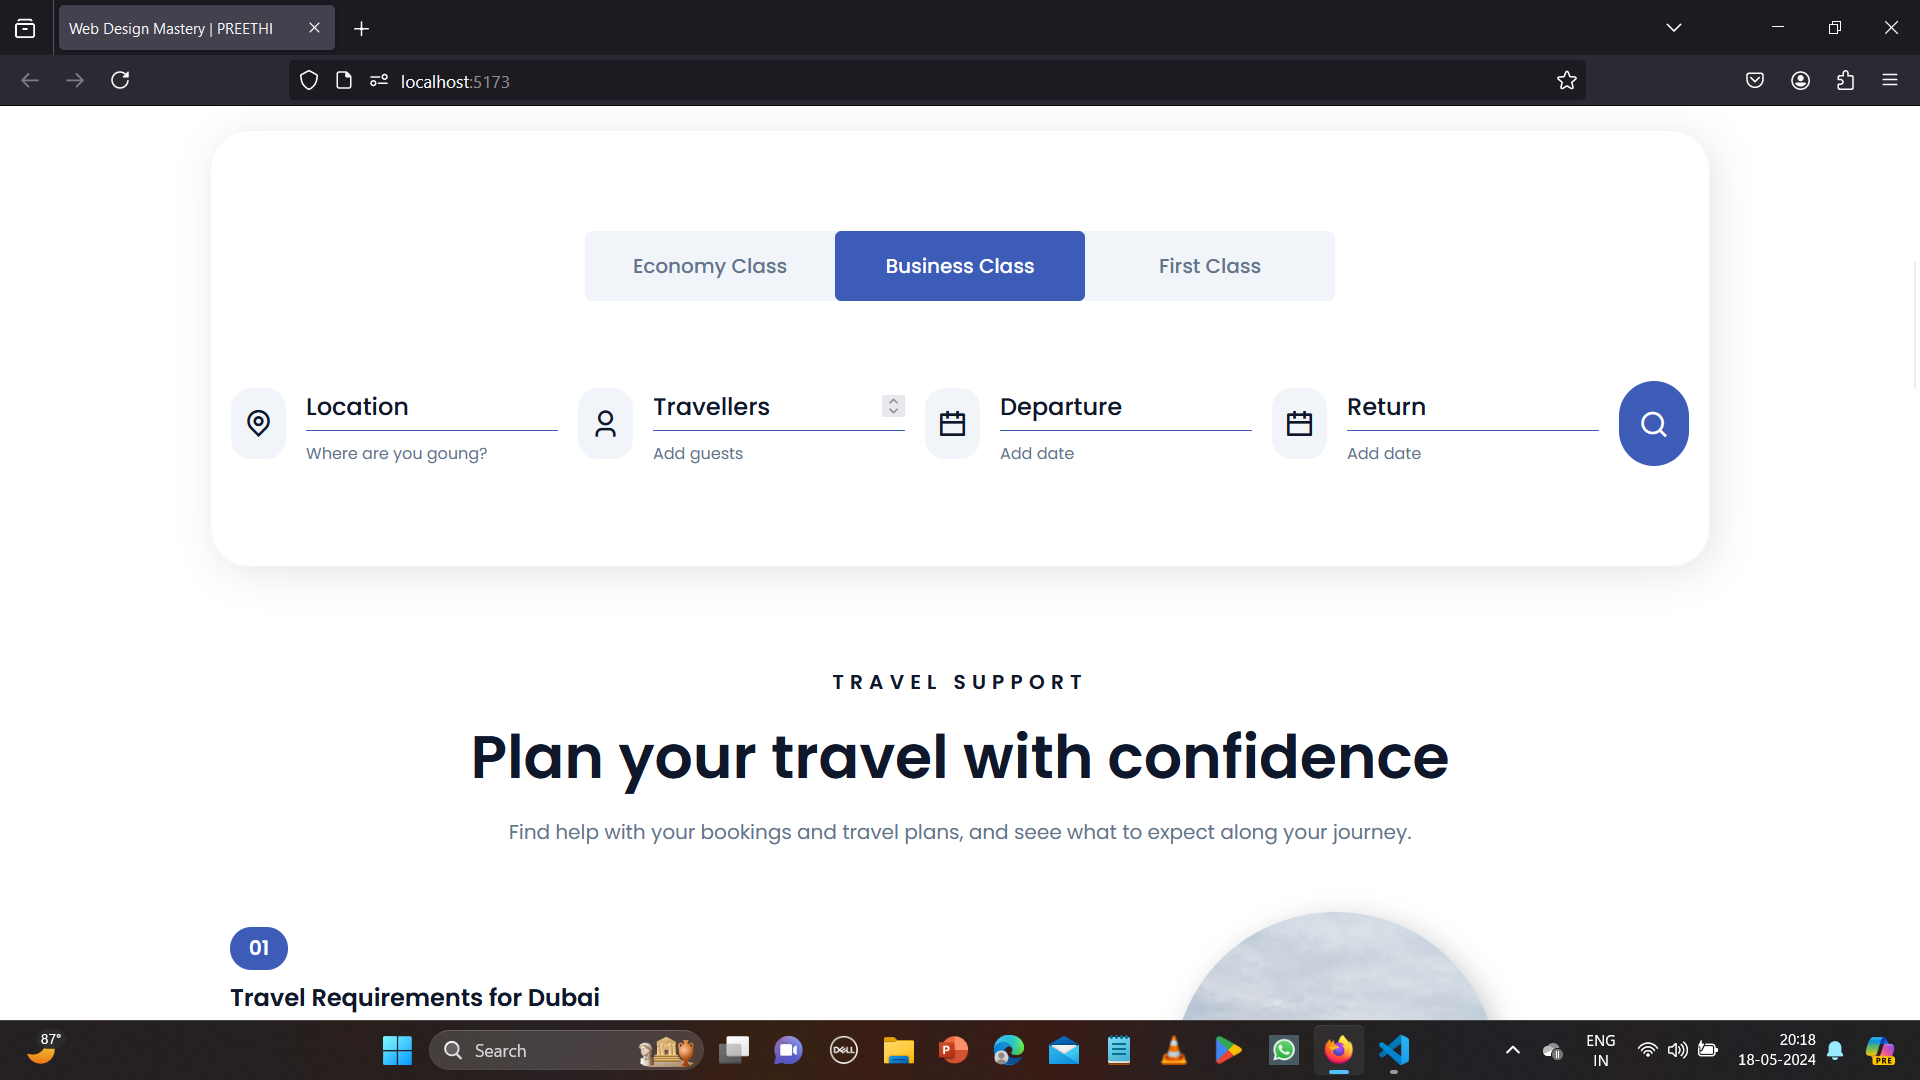 Web Design Mastery | PREETHI
localhost:5173
Economy Class
Business Class
First Class
Location
Travellers
Departure
Return
Where are you goung?
Add guests
Add date
Add date
TRAVEL SUPPORT
Plan your travel with confidence
Find help with your bookings and travel plans, and seee what to expect along your journey.
01
Travel Requirements for Dubai
87°
Search
DELL
P
ENG
IN
20:18
18-05-2024
PRE